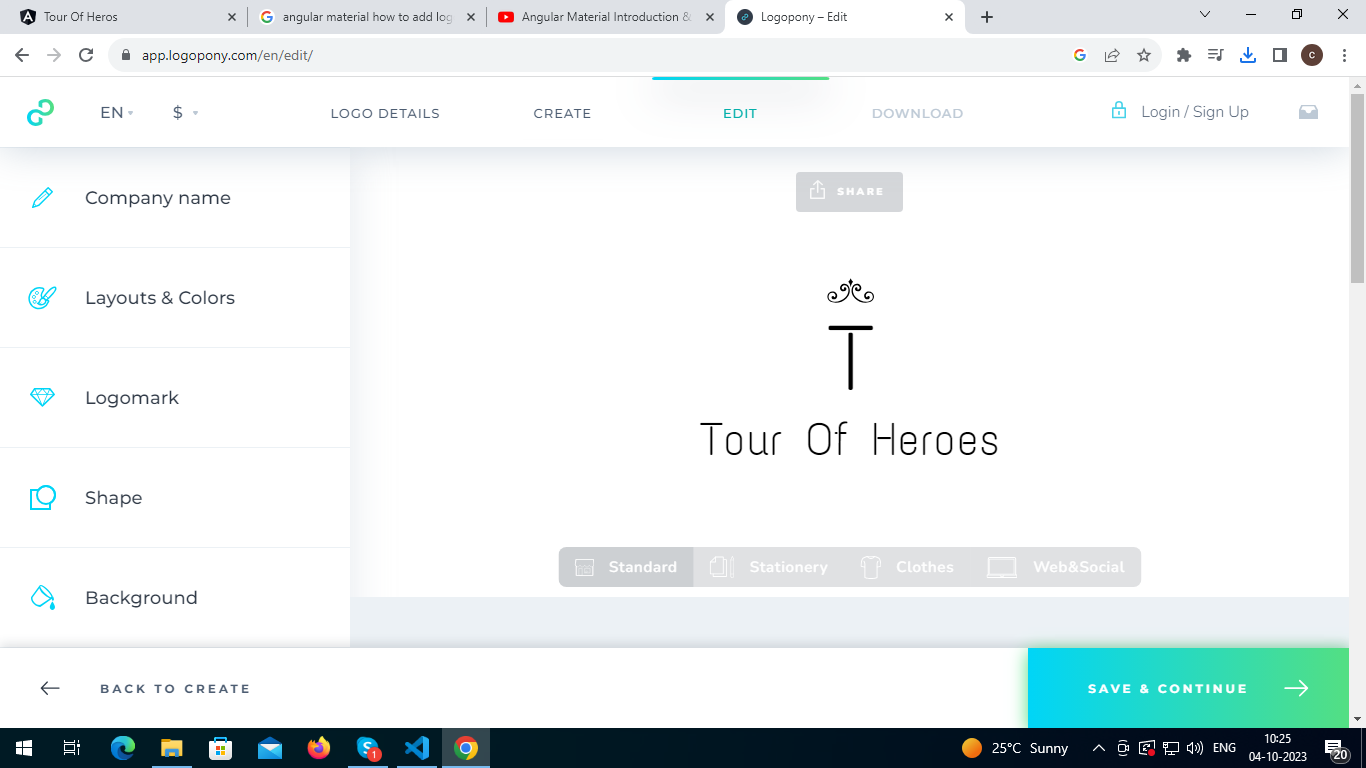 Tour Of Heros
angular material how to add log
Angular Material Introduction &
Logopony – Edit
app.logopony.com/en/edit/
C
EN
$
LOGO DETAILS
CREATE
EDIT
DOWNLOAD
Login / Sign Up
Company name
Layouts & Colors
Logomark
Shape
Background
SHARE
T
Tour Of Heroes
Standard
Stationery
Clothes
Web&Social
BACK TO CREATE
SAVE & CONTINUE
1
25°C Sunny
ENG
10:25
04-10-2023
20